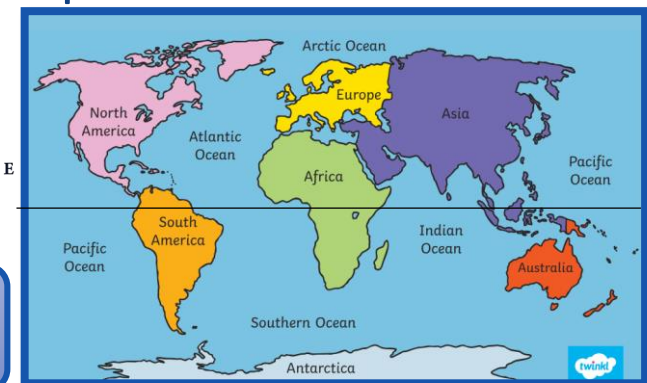 Arctic Ocean
North
America
Europe
Asia
Atlantic
Ocean
Africa
Pacific
Ocean
E
South
America
Indian
Ocean
Pacific
Ocean
Australia
Southern Ocean
Antarctica
twinkl